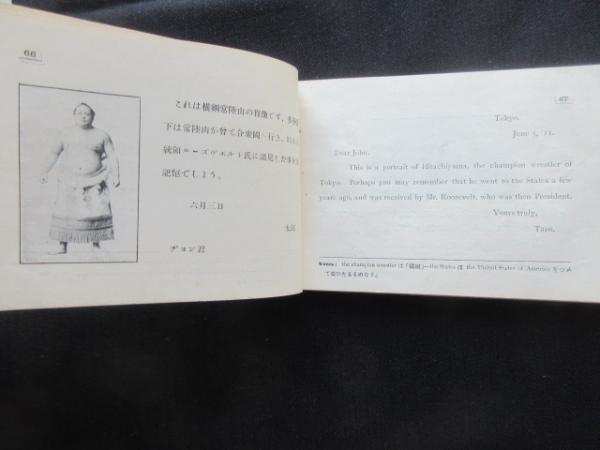 66
これは横綱常陸山の肖像です、
下は常陸山が曾て合衆國へ行き、
統領ルーズヴェルト氏に謁見した事を
記憶でしよう。
六月三日
太郎
ヂョン君
67
Tokyo.
June 3, '11.
Dear John.
This is a portrait of Hitachiyama, the champion wrestler of
Tokyo. Perhaps you may remember that he went to the States a few
years ago, and was received by Mr. Roosevelt, who was then President.
Yours truly,
Taro.
Notes: the champion wrestler は「横綱」—the States は the United States of America をつメ
て云ひたるものなり。